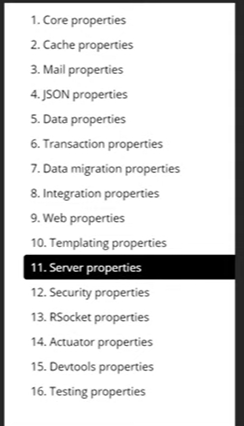 1. Core properties
2. Cache properties
3. Mail properties
4. JSON properties
5. Data properties
6. Transaction properties
7. Data migration properties
8. Integration properties
9. Web properties
10. Templating properties
11. Server properties
12. Security properties
13. RSocket properties
14. Actuator properties
15. Devtools properties
16. Testing properties